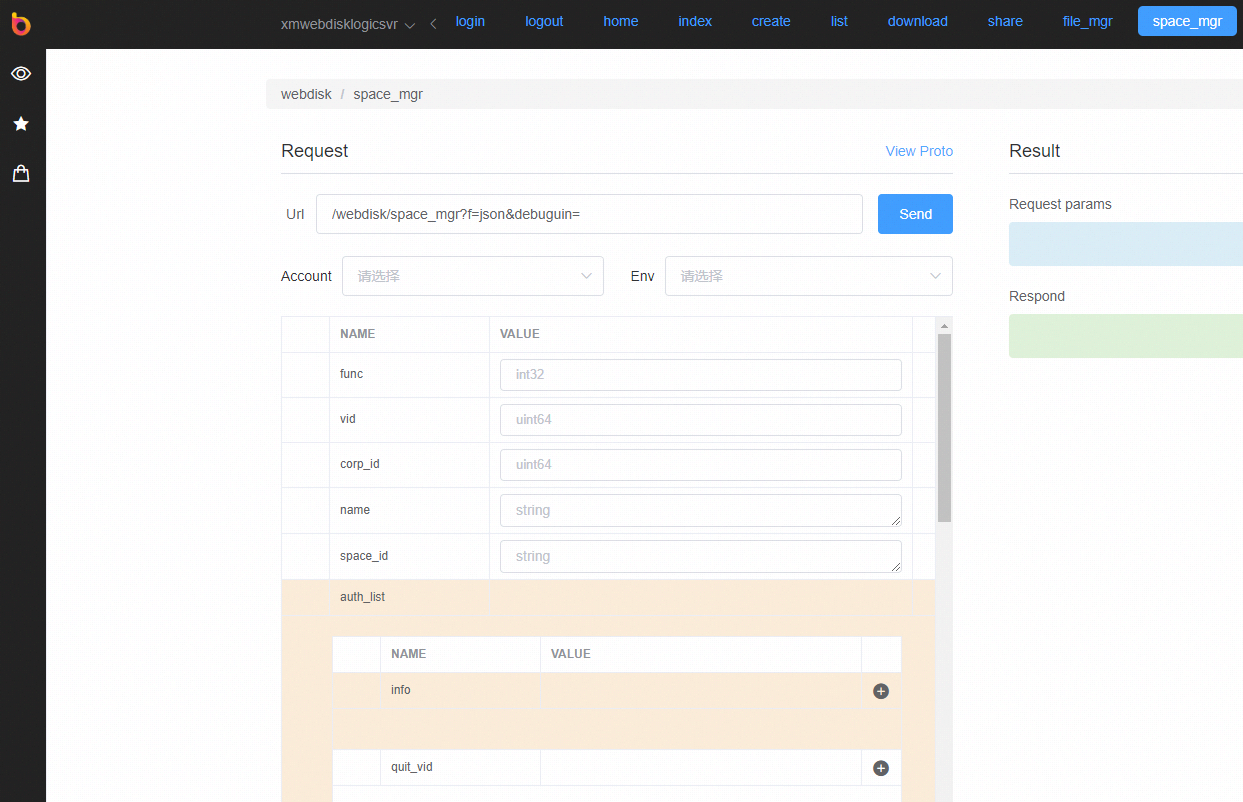 xmwebdisklogicsvr login logout home index create list download share file_mgr space_mgr
webdisk / space_mgr
Request View Proto
Url /webdisk/space_mgr?f=json&debuguin= Send
Account 请选择 Env 请选择
NAME VALUE
func int32
vid uint64
corp_id uint64
name string
space_id string
auth_list
NAME VALUE
info
quit_vid
Result
Request params
Respond